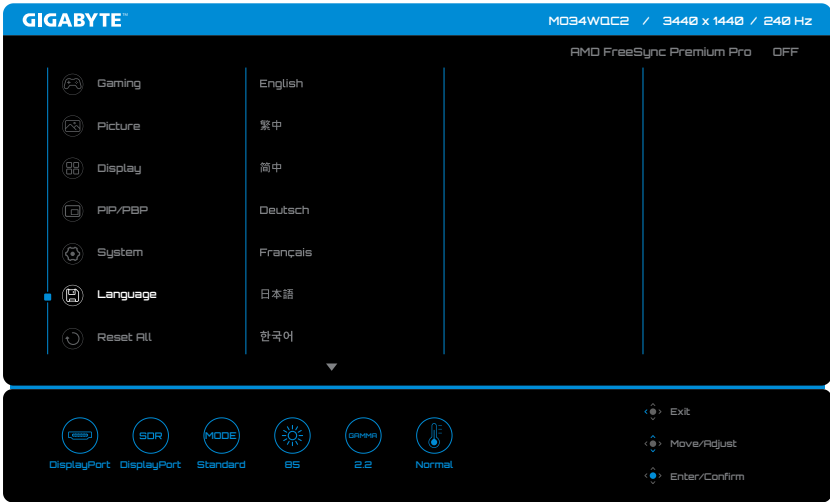 GIGABYTE™
MO34WQC2 / 3440 x 1440 / 240 Hz
AMD FreeSync Premium Pro OFF
Gaming
English
Picture
繁中
Display
简中
PIP/PBP
Deutsch
System
Français
Language
日本語
Reset All
한국어
Exit
SDR
MODE
GAMMA
Move/Adjust
DisplayPort
DisplayPort
Standard
85
2.2
Normal
Enter/Confirm